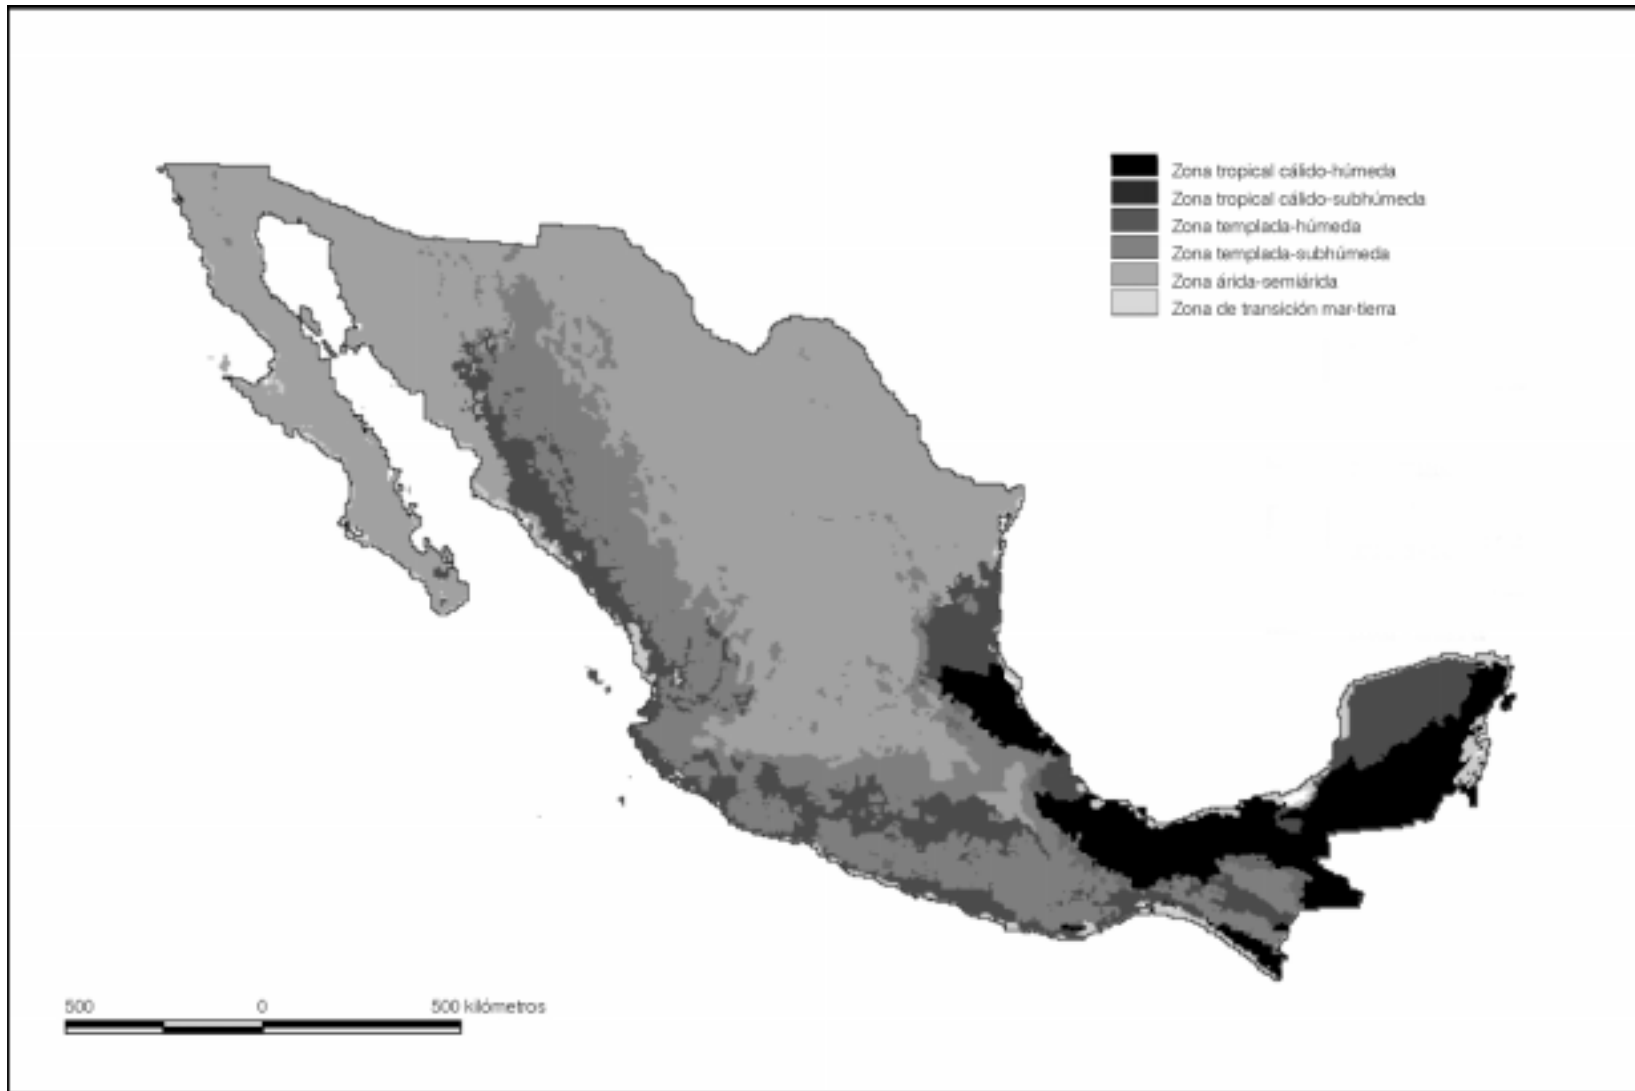 Zona tropical cálido-húmeda
Zona tropical cálido-subhúmeda
Zona templada-húmeda
Zona templada-subhúmeda
Zona árida-semiárida
Zona de transición mar-tierra
500 0 500 kilómetros